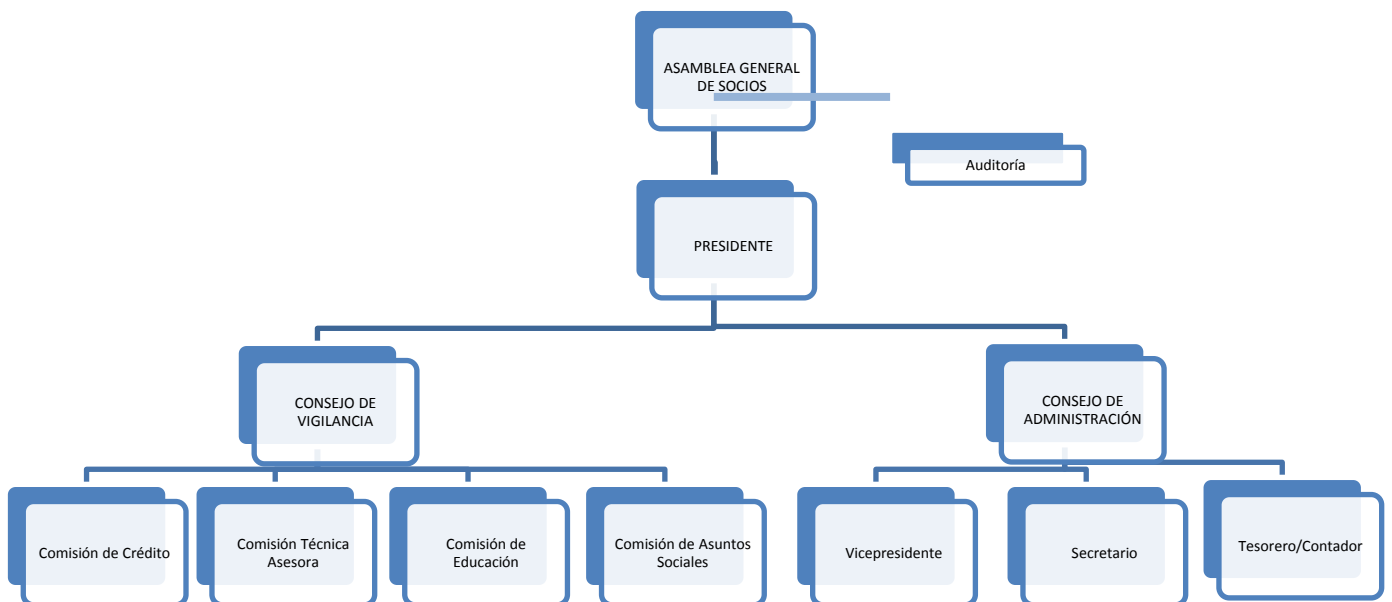 ASAMBLEA GENERAL
DE SOCIOS
Auditoría
PRESIDENTE
CONSEJO DE
VIGILANCIA
CONSEJO DE
ADMINISTRACIÓN
Comisión de Crédito
Comisión Técnica
Asesora
Comisión de
Educación
Comisión de Asuntos
Sociales
Vicepresidente
Secretario
Tesorero/Contador